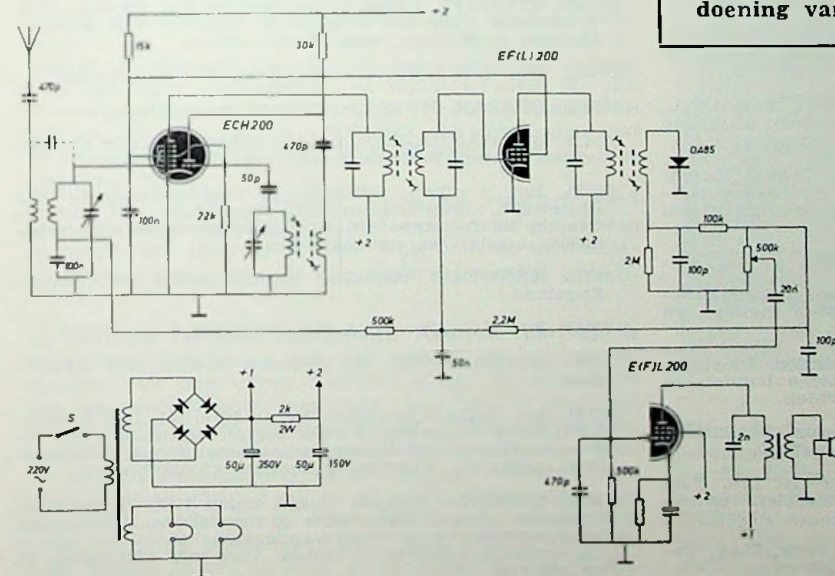 doening van
+2
15k
30k
EF(L)200
470p
ECH200
470p
OA85
50p
22k
100n
100n
+2
+2
100k
500k
2M
100p
20n
500k
2,2M
100p
50n
E(F)L200
+1
+2
S
2k
2W
220V
~
50µ
350V
50µ
150V
2n
470p
500k
+2
+1